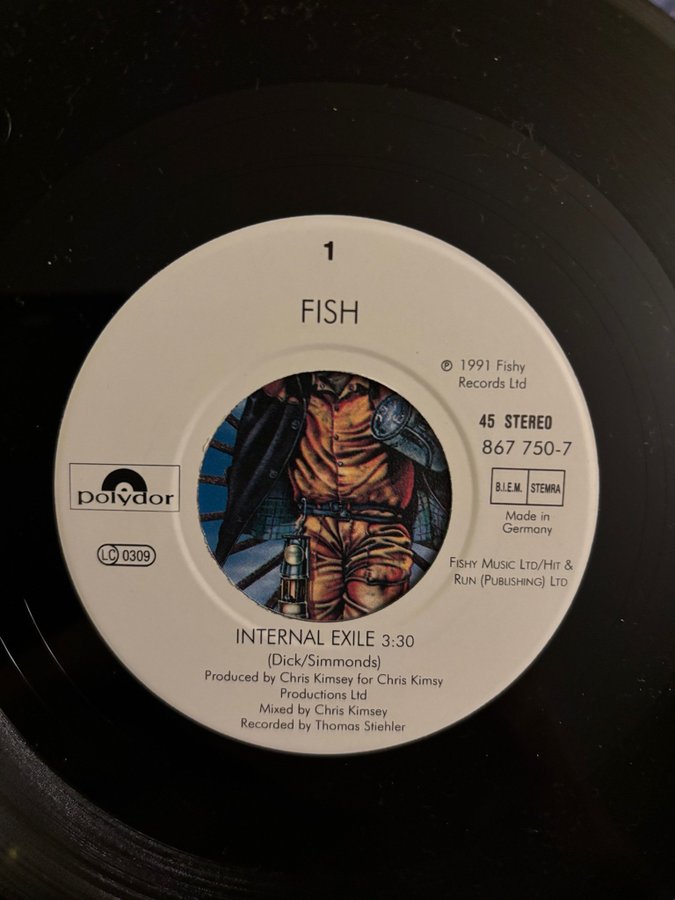 1
FISH
℗ 1991 Fishy
Records Ltd
45 STEREO
867 750-7
B.I.E.M. STEMRA
Made in
Germany
polydor
LC 0309
FISHY MUSIC LTD/HIT &
RUN (PUBLISHING) LTD
INTERNAL EXILE 3:30
(Dick/Simmonds)
Produced by Chris Kimsey for Chris Kimsy
Productions Ltd
Mixed by Chris Kimsey
Recorded by Thomas Stiehler